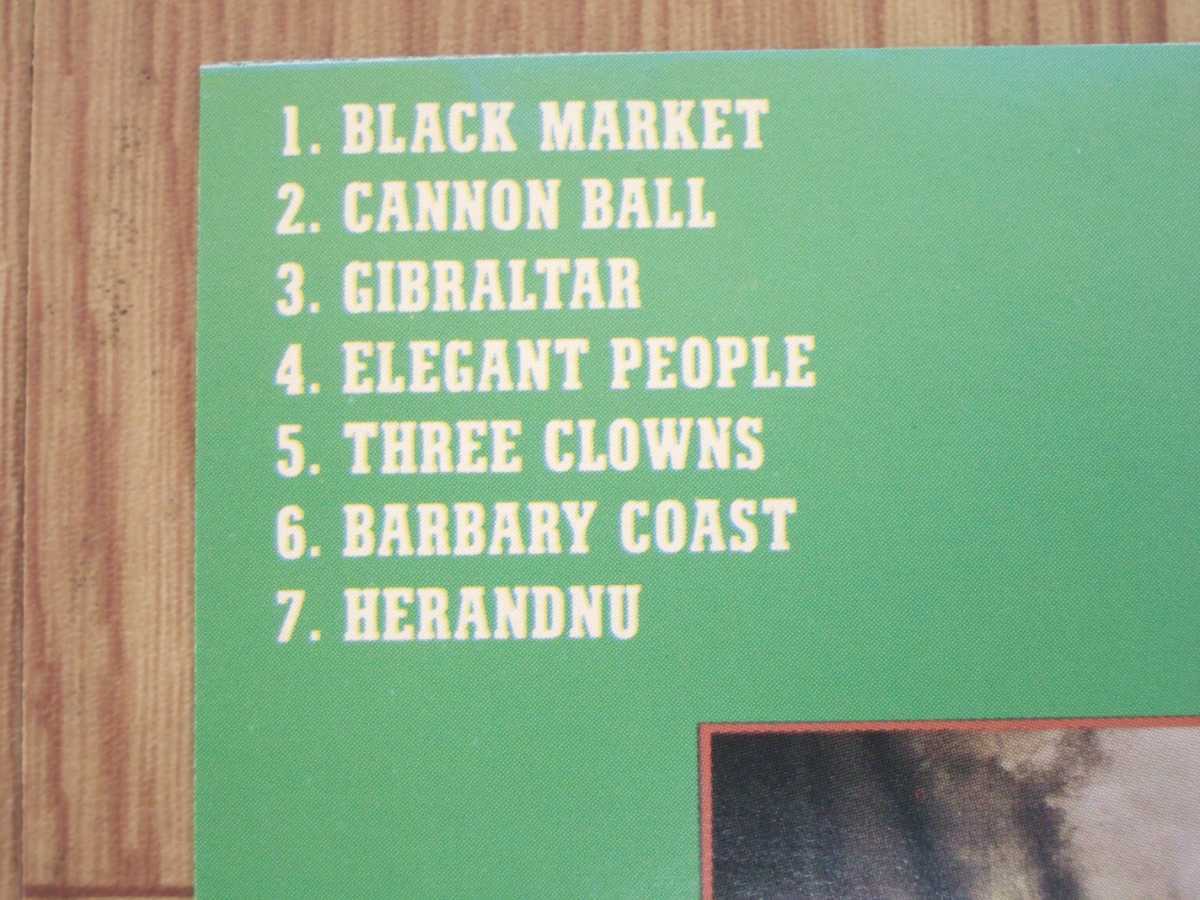 1. BLACK MARKET
2. CANNON BALL
3. GIBRALTAR
4. ELEGANT PEOPLE
5. THREE CLOWNS
6. BARBARY COAST
7. HERANDNU